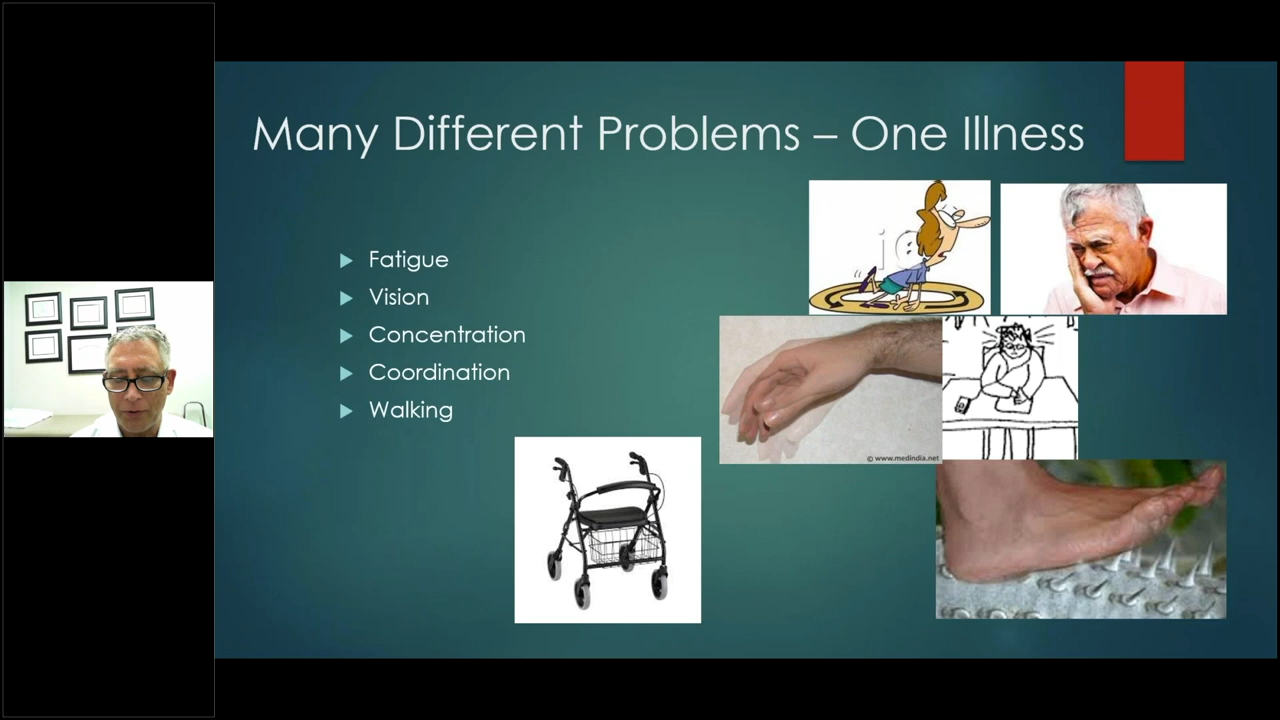 Many Different Problems – One Illness
Fatigue
Vision
Concentration
Coordination
Walking
© www.medindia.net